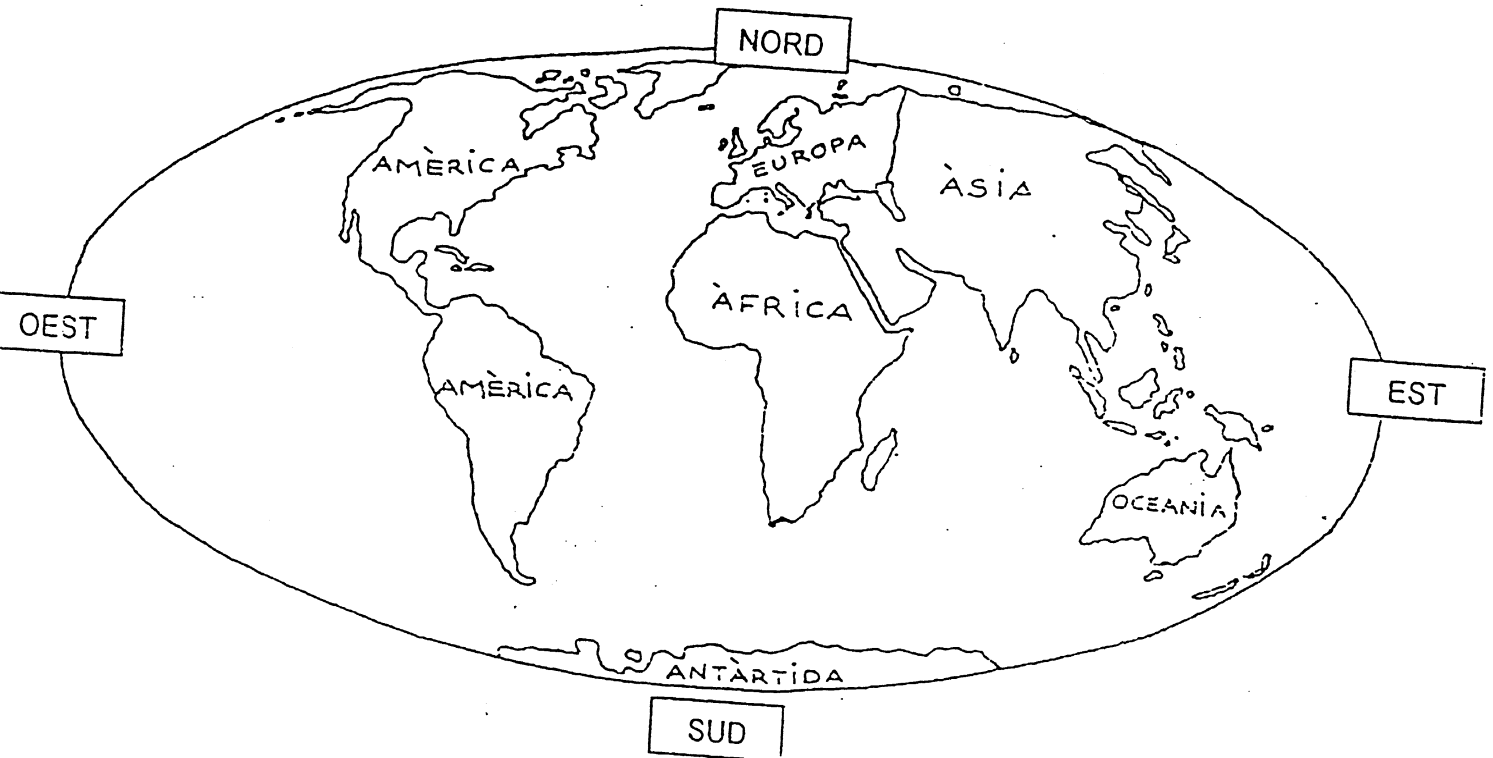 NORD
AMÈRICA
EUROPA
ÀSIA
OEST
ÀFRICA
AMÈRICA
EST
OCEANIA
ANTÀRTIDA
SUD